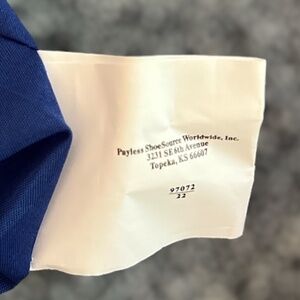 Payless ShoeSource Worldwide, Inc.
3231 SE 6th Avenue
Topeka, KS 66607
97072
22